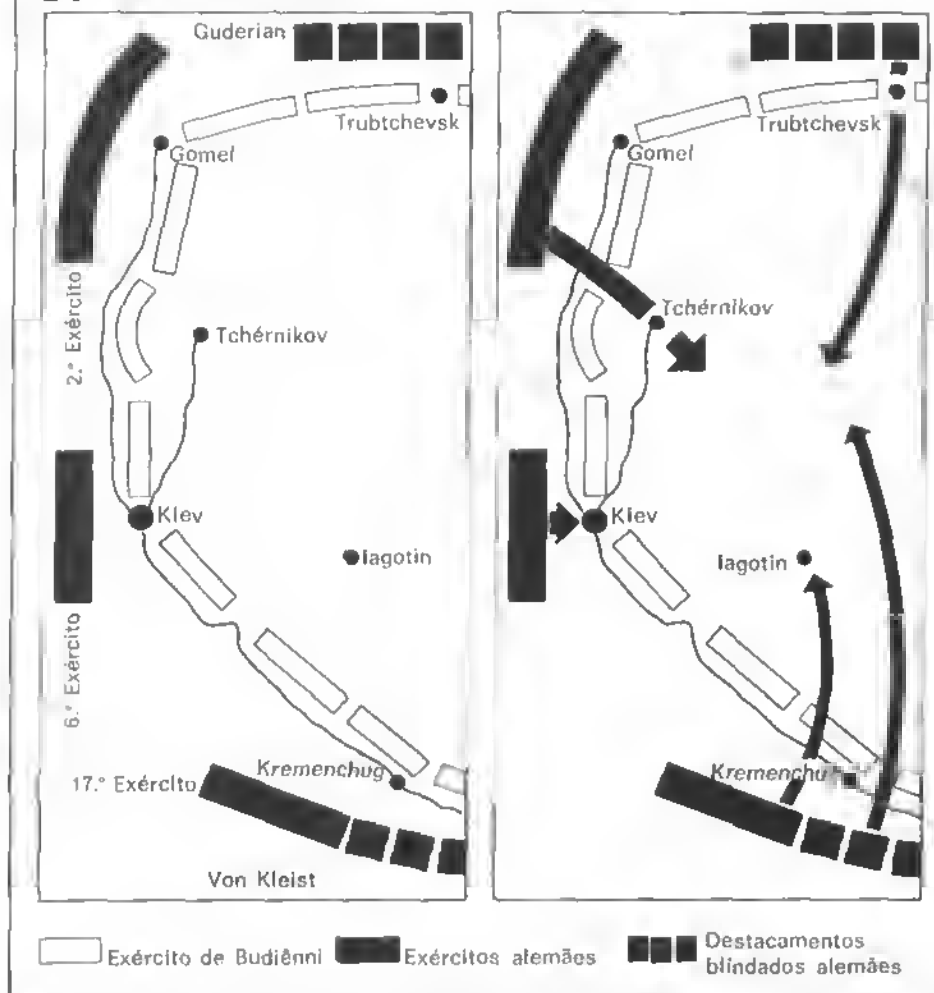 Guderian
Trubtchevsk
Gomel
2.° Exército
Tchérnikov
Kiev
Iagotin
6.° Exército
17.° Exército
Kremenchug
Von Kleist
Trubtchevsk
Gomel
Tchérnikov
Kiev
Iagotin
Kremenchu
Exército de Budiênni
Exércitos alemães
Destacamentos
blindados alemães